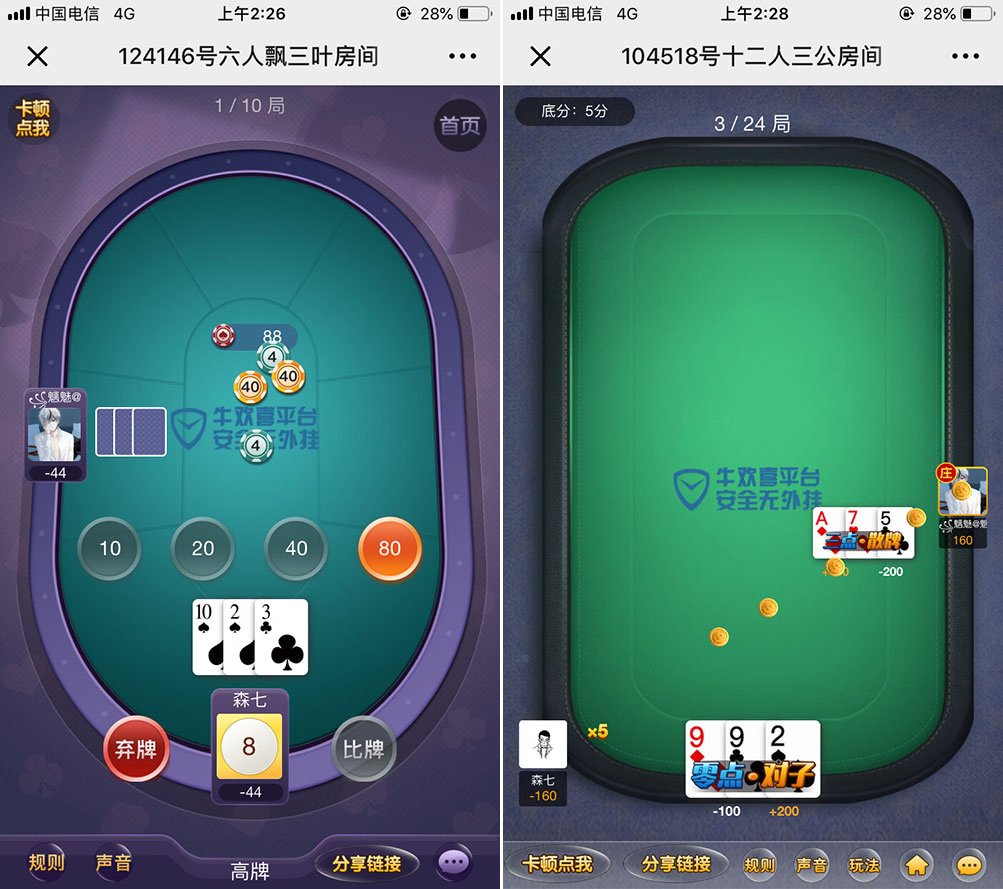 中国电信 4G
上午2:26
28%
124146号六人飘三叶房间
卡顿
点我
1 / 10 局
首页
88
4
40
40
牛欢喜平台
安全无外挂
4
魑魅@
-44
10
20
40
80
10
2
3
森七
弃牌
8
比牌
-44
规则
声音
高牌
分享链接
中国电信 4G
上午2:28
28%
104518号十二人三公房间
底分：5分
3 / 24 局
牛欢喜平台
安全无外挂
庄
160
A
7
5
三点·散牌
-200
×5
森七
-160
9
9
2
零点·对子
-100
+200
卡顿点我
分享链接
规则
声音
玩法